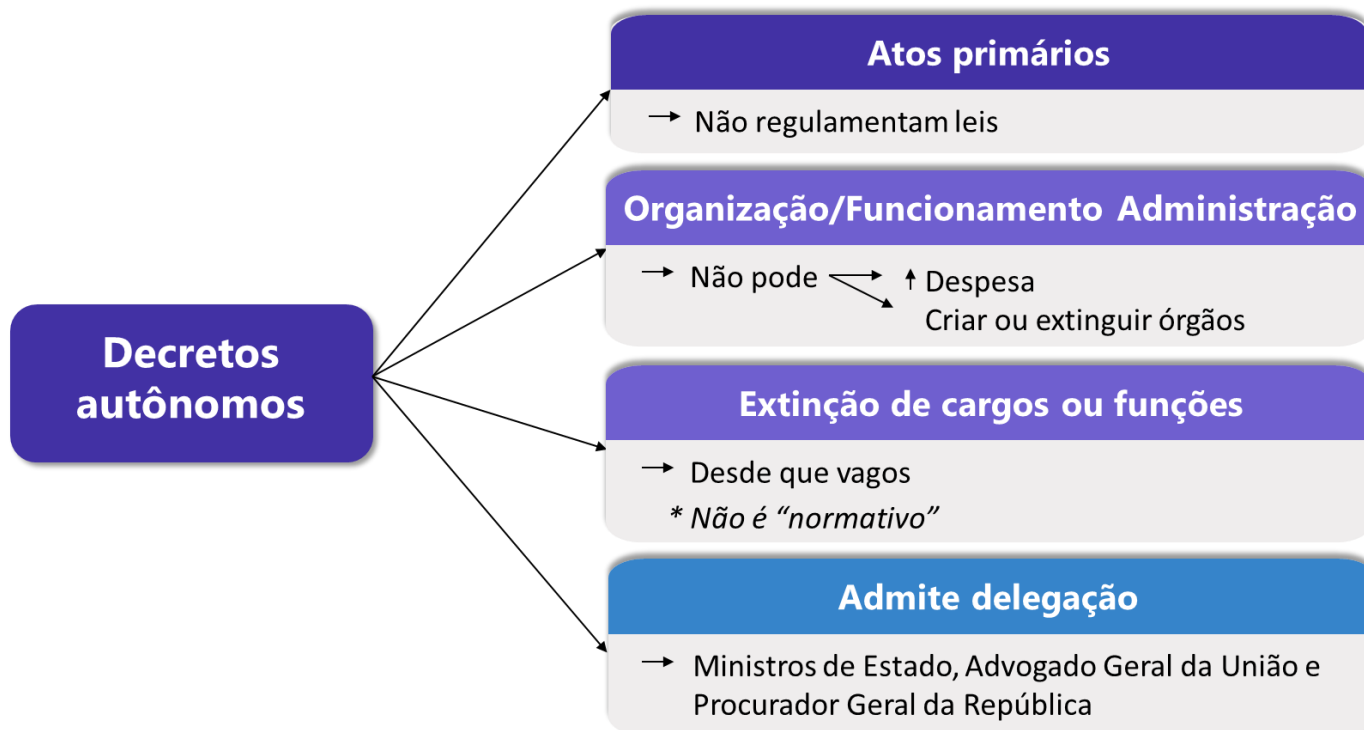 Decretos
autônomos
Atos primários
→ Não regulamentam leis
Organização/Funcionamento Administração
→ Não pode → ↑ Despesa
Criar ou extinguir órgãos
Extinção de cargos ou funções
→ Desde que vagos
* Não é “normativo”
Admite delegação
→ Ministros de Estado, Advogado Geral da União e
Procurador Geral da República